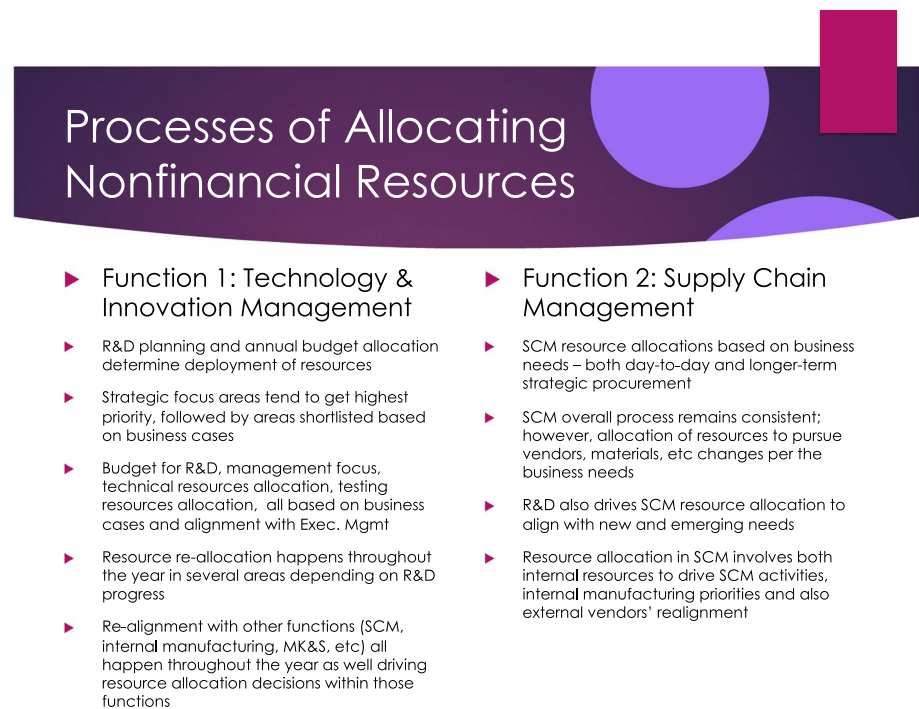 Processes of Allocating
Nonfinancial Resources
Function 1: Technology &
Innovation Management
R&D planning and annual budget allocation
determine deployment of resources
Strategic focus areas tend to get highest
priority, followed by areas shortlisted based
on business cases
Budget for R&D, management focus,
technical resources allocation, testing
resources allocation,  all based on business
cases and alignment with Exec. Mgmt
Resource re-allocation happens throughout
the year in several areas depending on R&D
progress
Re-alignment with other functions (SCM,
internal manufacturing, MK&S, etc) all
happen throughout the year as well driving
resource allocation decisions within those
functions
Function 2: Supply Chain
Management
SCM resource allocations based on business
needs – both day-to-day and longer-term
strategic procurement
SCM overall process remains consistent;
however, allocation of resources to pursue
vendors, materials, etc changes per the
business needs
R&D also drives SCM resource allocation to
align with new and emerging needs
Resource allocation in SCM involves both
internal resources to drive SCM activities,
internal manufacturing priorities and also
external vendors' realignment